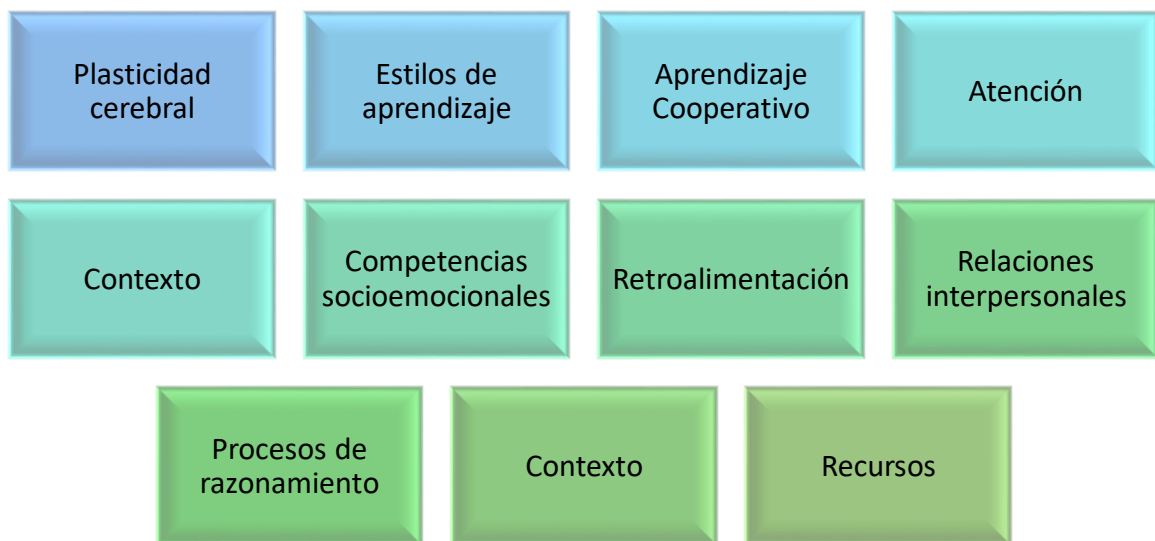 Plasticidad
cerebral
Estilos de
aprendizaje
Aprendizaje
Cooperativo
Atención
Contexto
Competencias
socioemocionales
Retroalimentación
Relaciones
interpersonales
Procesos de
razonamiento
Contexto
Recursos